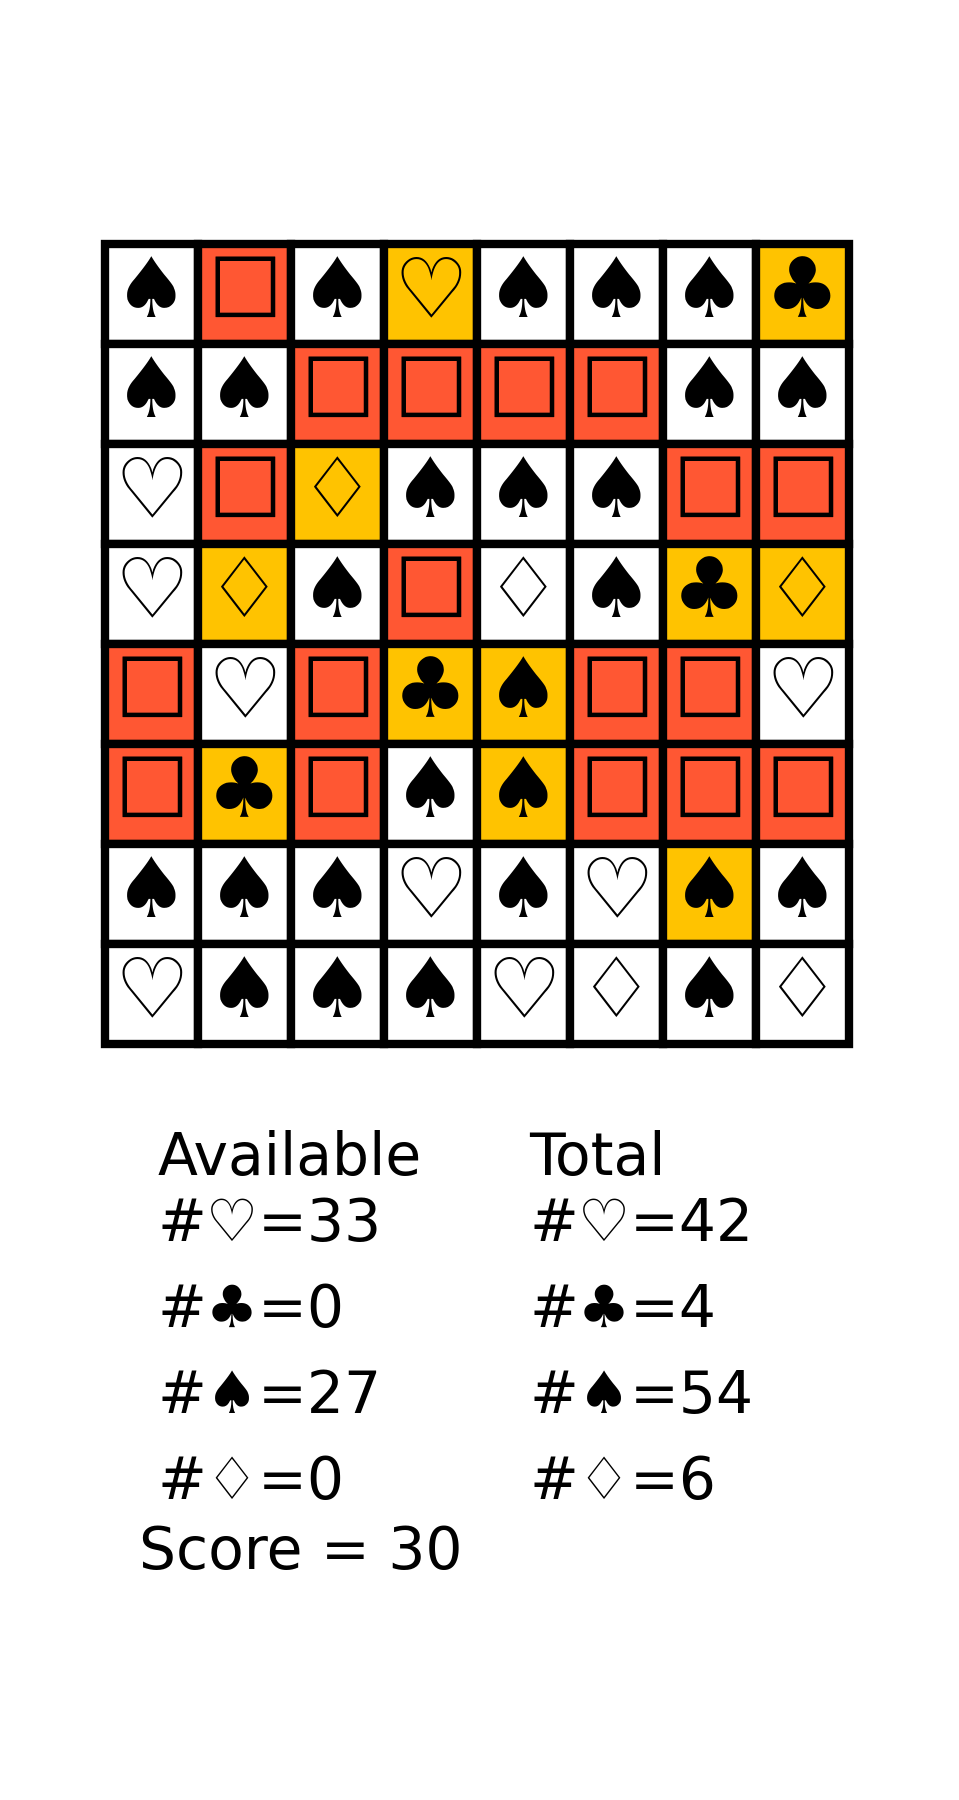 ♠ □ ♠ ♡ ♠ ♠ ♠ ♣
♠ ♠ □ □ □ □ ♠ ♠
♡ □ ♢ ♠ ♠ ♠ □ □
♡ ♢ ♠ □ ♢ ♠ ♣ ♢
□ ♡ □ ♣ ♠ □ □ ♡
□ ♣ □ ♠ ♠ □ □ □
♠ ♠ ♠ ♡ ♠ ♡ ♠ ♠
♡ ♠ ♠ ♠ ♡ ♢ ♠ ♢
Available Total
#♡=33 #♡=42
#♣=0 #♣=4
#♠=27 #♠=54
#♢=0 #♢=6
Score = 30